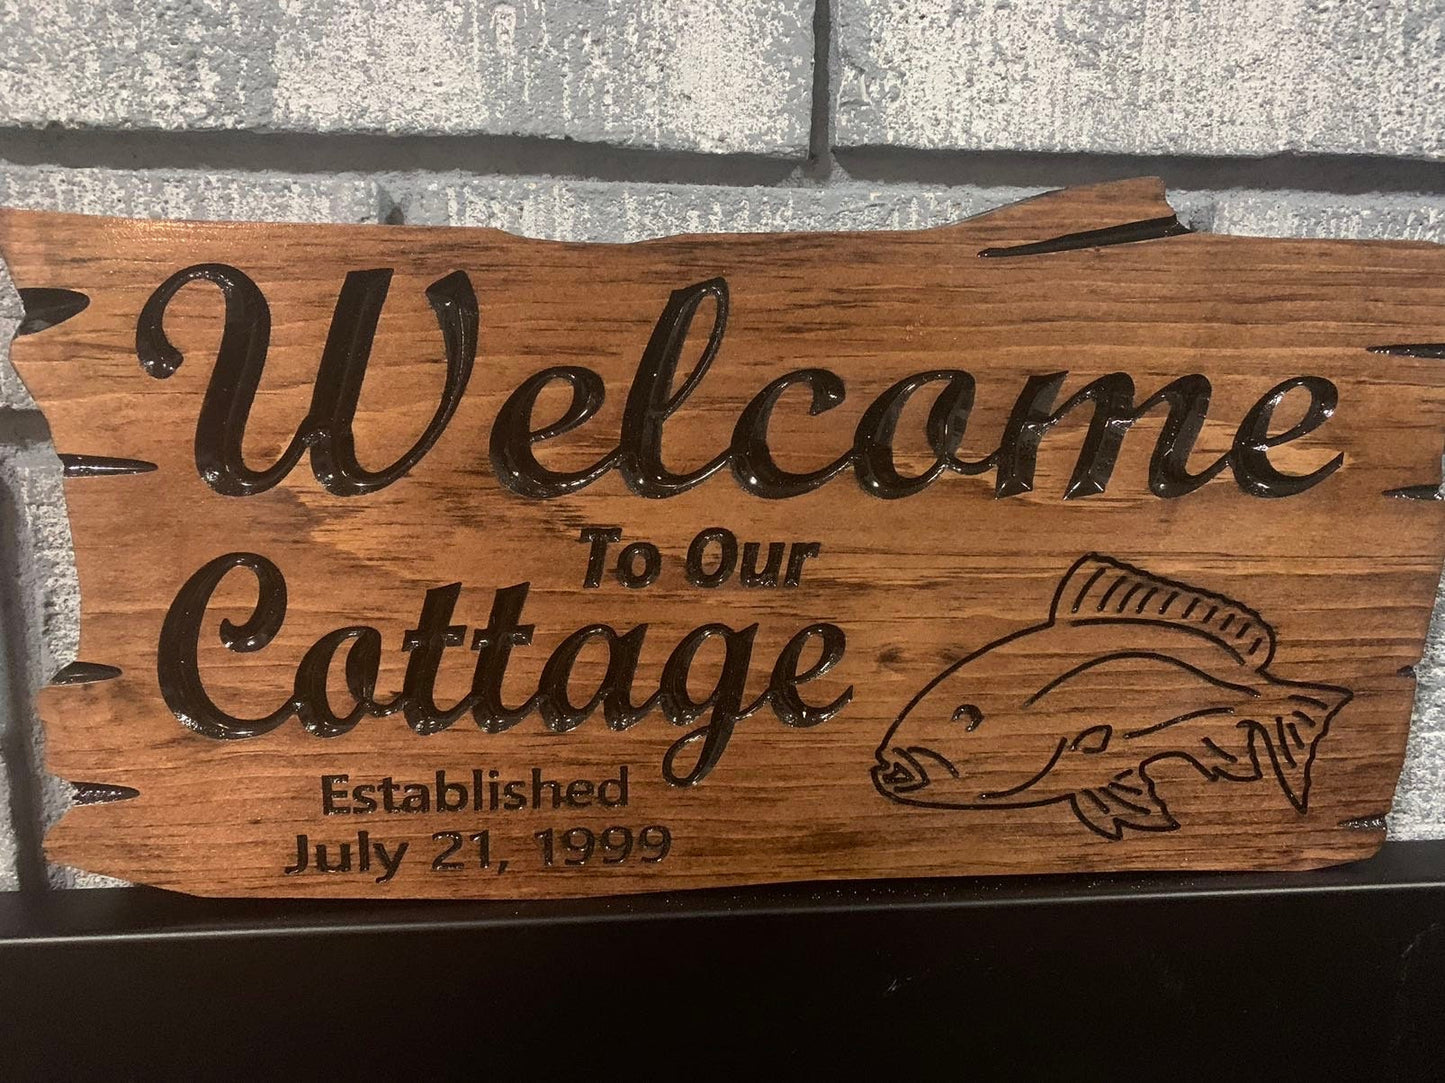 Welcome
To Our
Cottage
Established
July 21, 1999